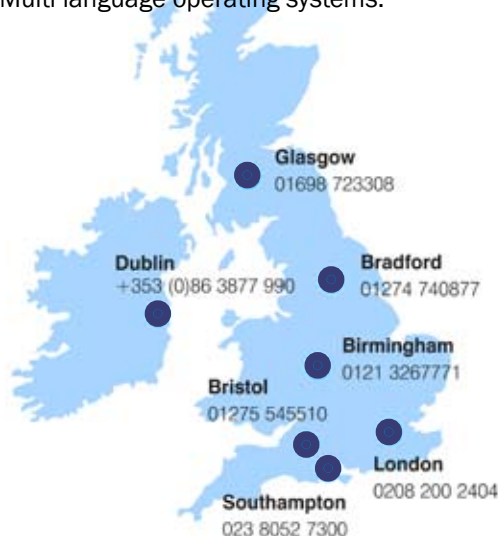 Multi language operating systems.
Glasgow
01698 723308
Dublin
+353 (0)86 3877 990
Bradford
01274 740877
Birmingham
0121 3267771
Bristol
01275 545510
London
0208 200 2404
Southampton
023 8052 7300